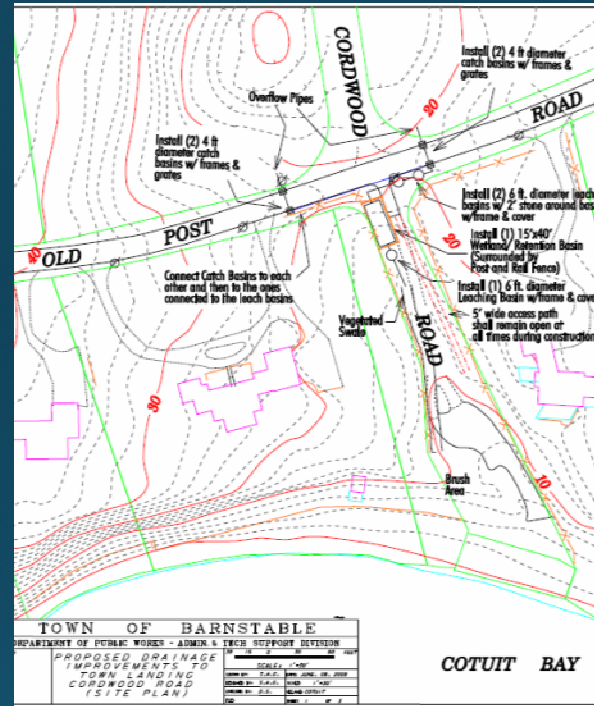 CORDWOOD
Install (2) 4 ft diameter
catch basins w/ frames &
grates
Overflow Pipes
20
ROAD
Install (2) 4 ft
diameter catch
basins w/ frames &
grates
Install (2) 6 ft. diameter leach
basins w/ 2' stone around bas
w/frame & cover
20
POST
OLD
40
Install (1) 15'x40'
Wetland/Retention Basin
(Surrounded by
Post and Rail Fence)
Connect Catch Basins to each
other and then to the ones
connected to the leach basins
Install (1) 6 ft. diameter
Leaching Basin w/frame & cove
5' wide access path
shall remain open at
all times during construction
Vegetated
Swale
ROAD
30
Brush
Area
10
TOWN OF BARNSTABLE
DEPARTMENT OF PUBLIC WORKS - ADMIN. & TECH SUPPORT DIVISION
PROPOSED DRAINAGE
IMPROVEMENTS TO
TOWN LANDING
CORDWOOD ROAD
(SITE PLAN)
COTUIT BAY